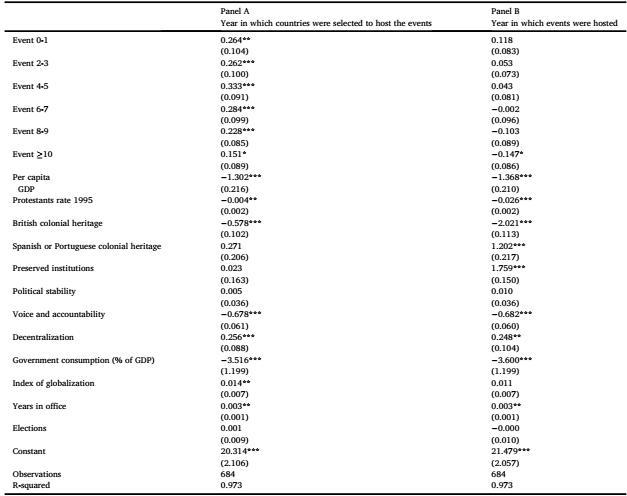 Panel A Panel B
Year in which countries were selected to host the events Year in which events were hosted
Event 0-1 0.264** 0.118
(0.104) (0.083)
Event 2-3 0.262*** 0.053
(0.100) (0.073)
Event 4-5 0.333*** 0.043
(0.091) (0.081)
Event 6-7 0.284*** −0.002
(0.099) (0.096)
Event 8-9 0.228*** −0.103
(0.085) (0.089)
Event ≥10 0.151* −0.147*
(0.089) (0.086)
Per capita −1.302*** −1.368***
GDP (0.216) (0.210)
Protestants rate 1995 −0.004** −0.026***
(0.002) (0.002)
British colonial heritage −0.578*** −2.021***
(0.102) (0.113)
Spanish or Portuguese colonial heritage 0.271 1.202***
(0.206) (0.217)
Preserved institutions 0.023 1.759***
(0.163) (0.150)
Political stability 0.005 0.010
(0.036) (0.036)
Voice and accountability −0.678*** −0.682***
(0.061) (0.060)
Decentralization 0.256*** 0.248**
(0.088) (0.104)
Government consumption (% of GDP) −3.516*** −3.600***
(1.199) (1.199)
Index of globalization 0.014** 0.011
(0.007) (0.007)
Years in office 0.003** 0.003**
(0.001) (0.001)
Elections 0.001 −0.000
(0.009) (0.010)
Constant 20.314*** 21.479***
(2.106) (2.057)
Observations 684 684
R-squared 0.973 0.973